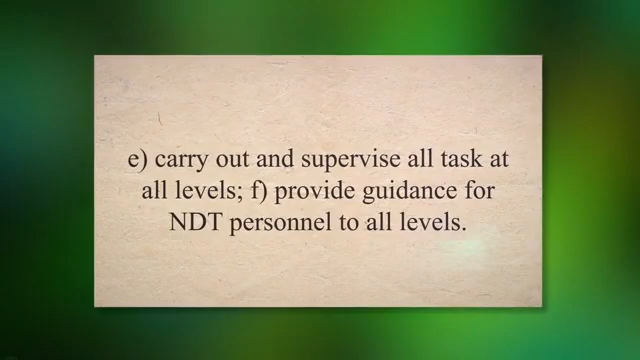 e) carry out and supervise all task at
all levels; f) provide guidance for
NDT personnel to all levels.